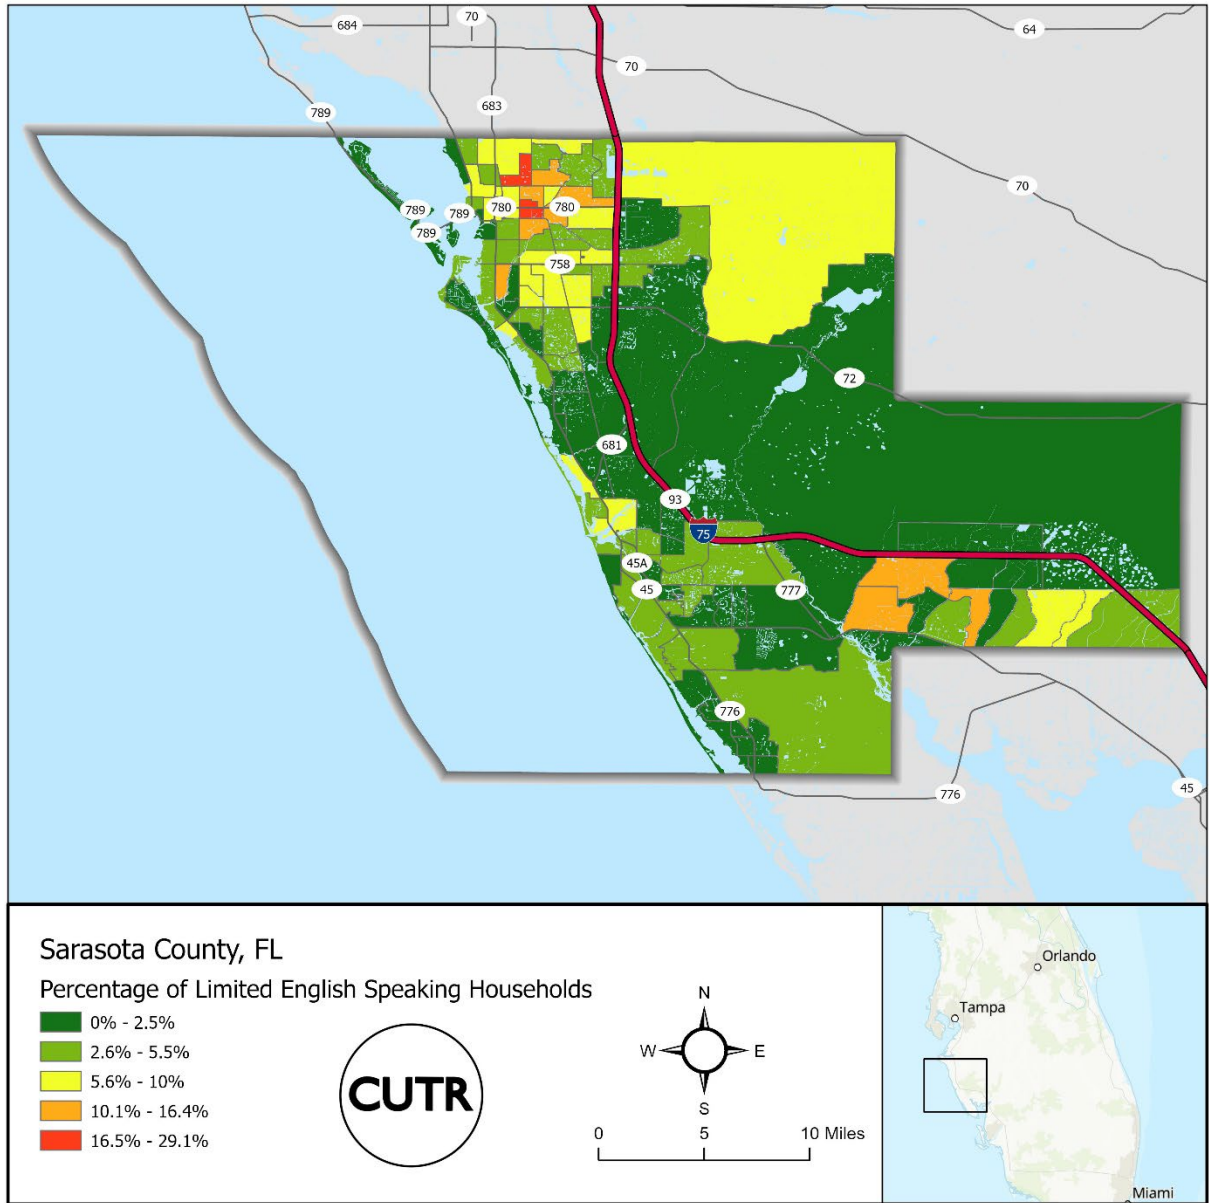 684
70
64
70
789
683
70
789
789
780
780
789
758
72
681
93
75
45A
45
777
776
776
45
Sarasota County, FL
Percentage of Limited English Speaking Households
0% - 2.5%
2.6% - 5.5%
5.6% - 10%
10.1% - 16.4%
16.5% - 29.1%
CUTR
N
W
E
S
0 5 10 Miles
Orlando
Tampa
Miami